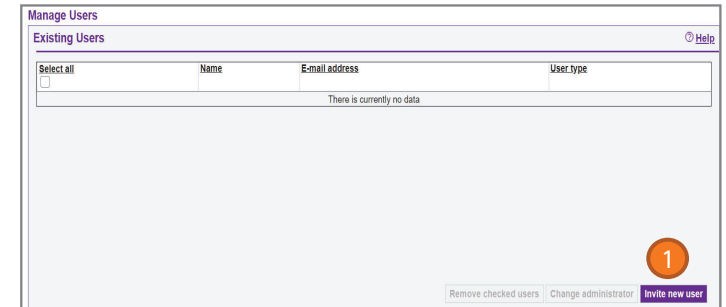 Manage Users
Existing Users
? Help
Select all Name E-mail address User type
There is currently no data
1
Remove checked users Change administrator Invite new user